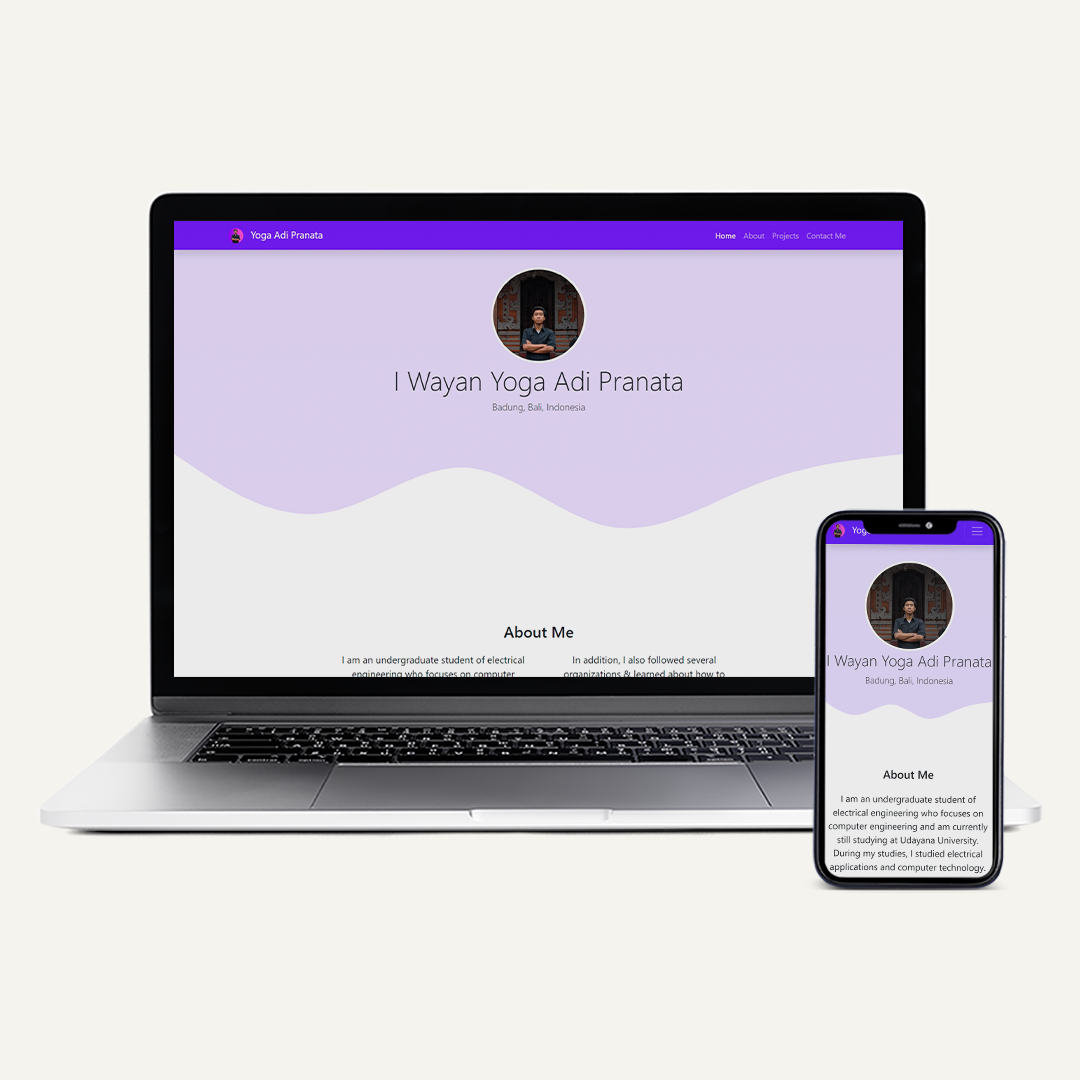 Yoga Adi Pranata
Home About Projects Contact Me
I Wayan Yoga Adi Pranata
Badung, Bali, Indonesia
About Me
I am an undergraduate student of electrical
engineering who focuses on computer
In addition, I also followed several
organizations & learned about how to
I Wayan Yoga Adi Pranata
Badung, Bali, Indonesia
About Me
I am an undergraduate student of
electrical engineering who focuses on
computer engineering and am currently
still studying at Udayana University.
During my studies, I studied electrical
applications and computer technology.